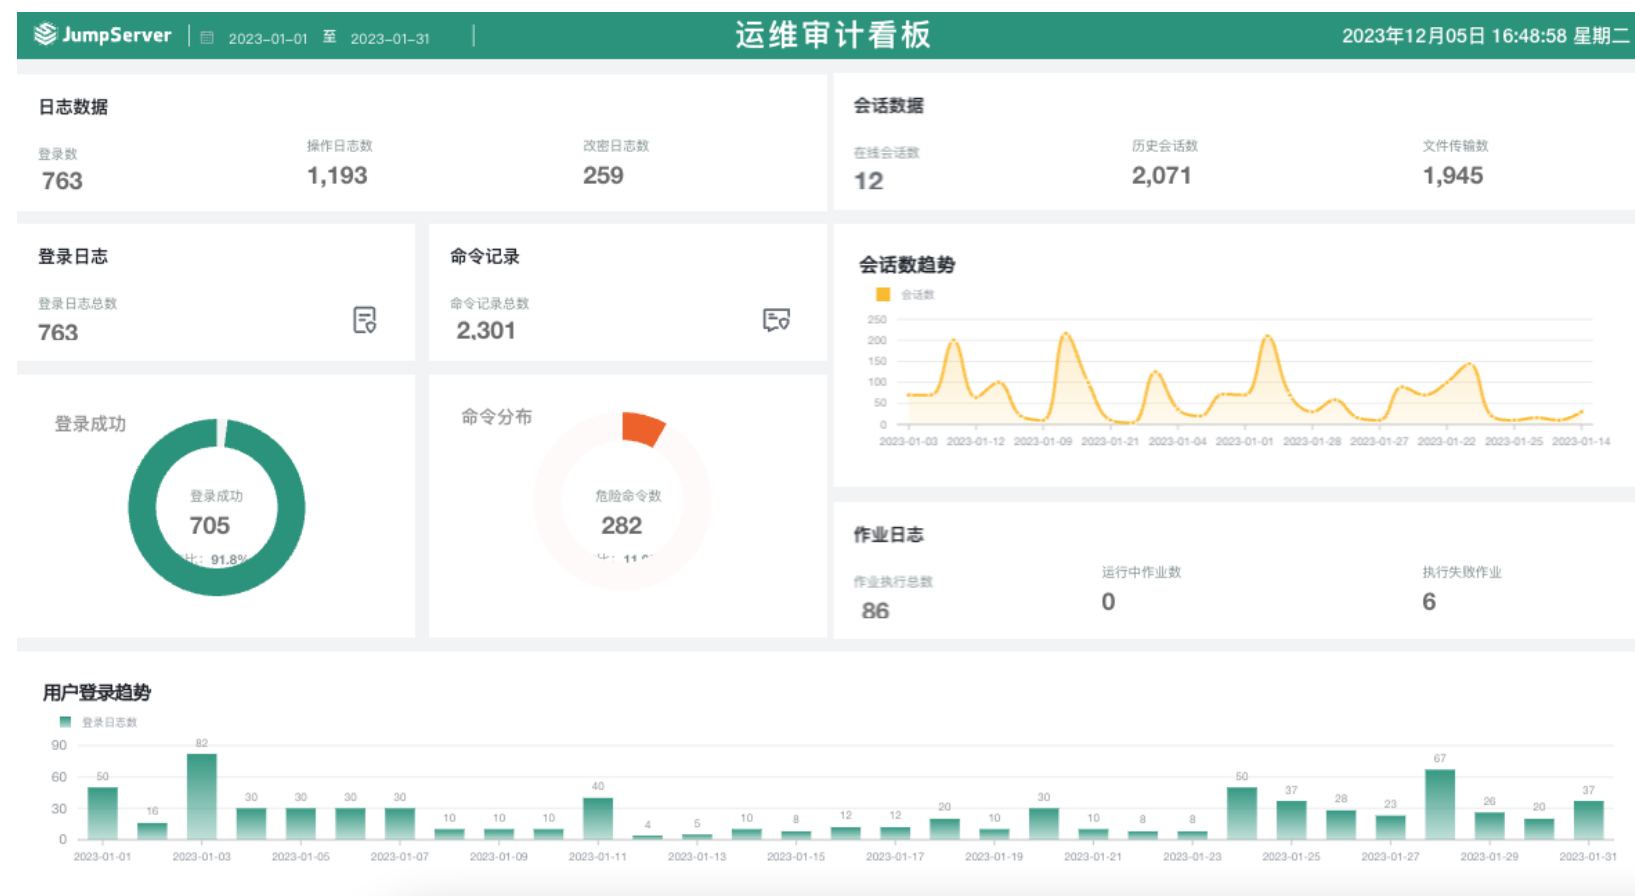 JumpServer 2023-01-01 至 2023-01-31 运维审计看板 2023年12月05日 16:48:58 星期二
日志数据
登录数 操作日志数 改密日志数
763 1,193 259
会话数据
在线会话数 历史会话数 文件传输数
12 2,071 1,945
登录日志
登录日志总数
763
命令记录
命令记录总数
2,301
会话数趋势
会话数
250
200
150
100
50
0
2023-01-03 2023-01-12 2023-01-09 2023-01-21 2023-01-04 2023-01-01 2023-01-28 2023-01-27 2023-01-22 2023-01-25 2023-01-14
登录成功
登录成功
705
比: 91.8%
命令分布
危险命令数
282
作业日志
作业执行总数 运行中作业数 执行失败作业
86 0 6
用户登录趋势
登录日志数
90
60
30
0
50 16 82 30 30 30 30 10 10 10 40 4 5 10 8 12 12 20 10 30 10 8 8 50 37 28 23 67 26 20 37
2023-01-01 2023-01-03 2023-01-05 2023-01-07 2023-01-09 2023-01-11 2023-01-13 2023-01-15 2023-01-17 2023-01-19 2023-01-21 2023-01-23 2023-01-25 2023-01-27 2023-01-29 2023-01-31